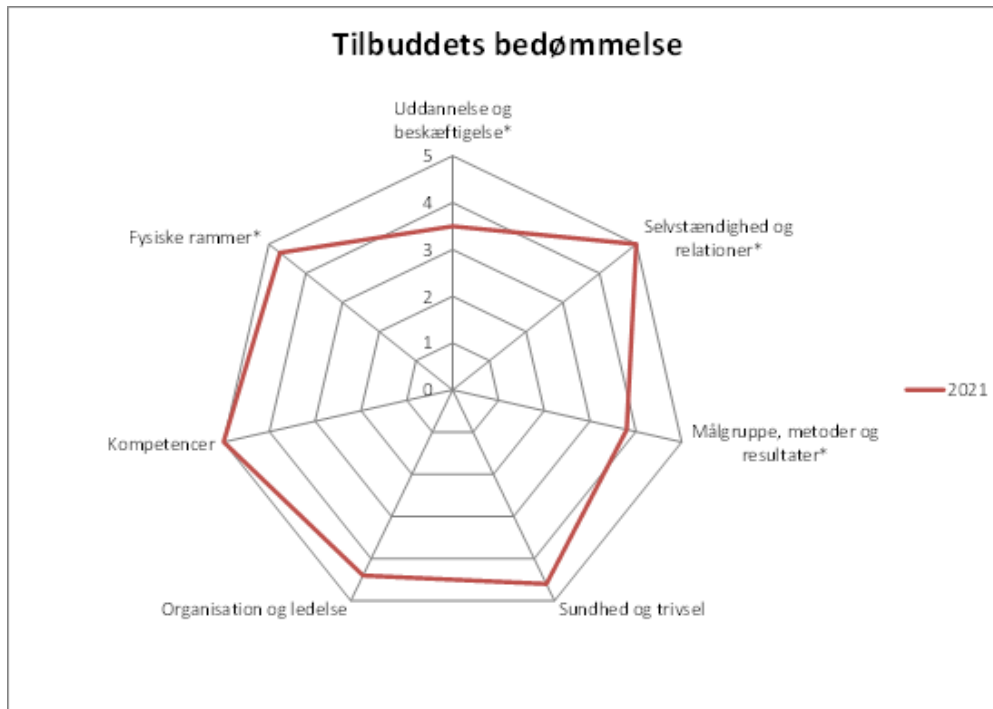 Tilbuddets bedømmelse
Uddannelse og
beskæftigelse*
5
4
3
2
1
0
Selvstændighed og
relationer*
Målgruppe, metoder og
resultater*
Sundhed og trivsel
Organisation og ledelse
Kompetencer
Fysiske rammer*
2021